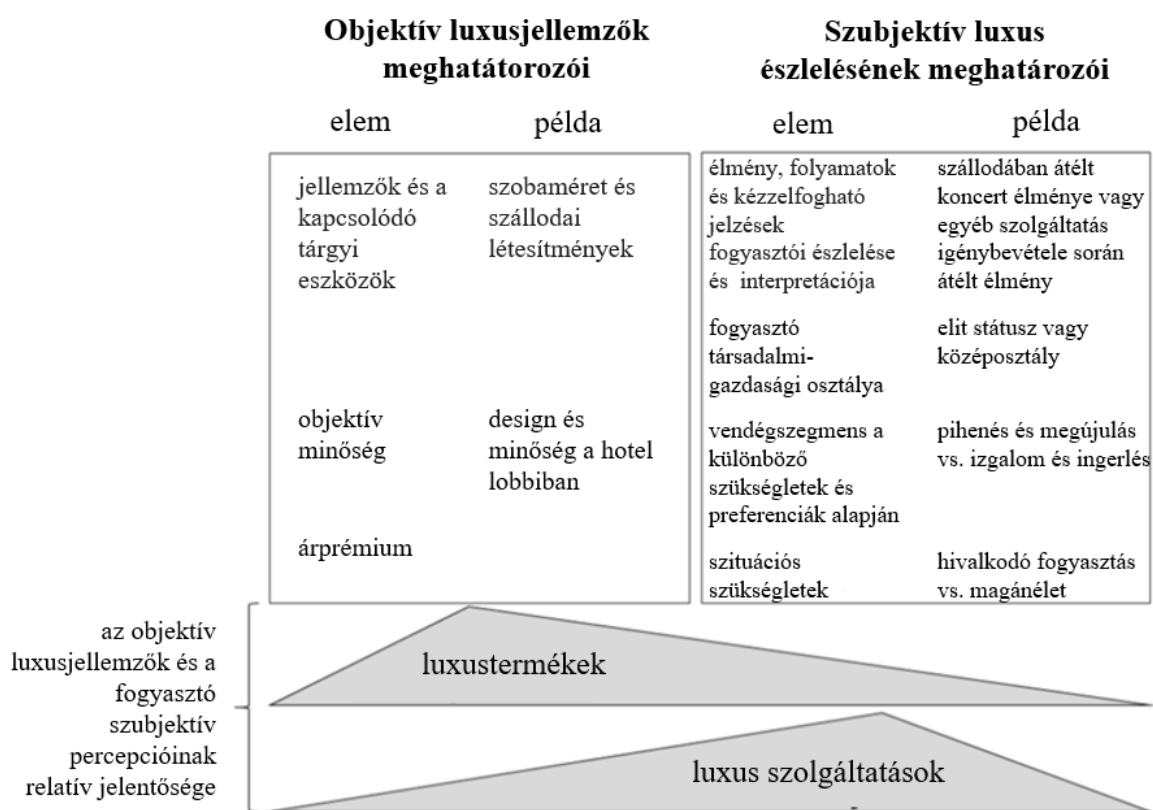 Objektív luxusjellemzők
meghatátorozói
elem
példa
jellemzők és a
kapcsolódó
tárgyi
eszközök
szobaméret és
szállodai
létesítmények
objektív
minőség
design és
minőség a hotel
lobbiban
árprémium
Szubjektív luxus
észlelésének meghatározói
elem
példa
élmény, folyamatok
és kézzelfogható
jelzések
fogyasztói észlelése
és interpretációja
szállodában átélt
koncert élménye vagy
egyéb szolgáltatás
igénybevétele során
átélt élmény
fogyasztó
társadalmi-
gazdasági osztálya
elit státusz vagy
középosztály
vendégszegmens a
különböző
szükségletek és
preferenciák alapján
pihenés és megújulás
vs. izgalom és ingerlés
szituációs
szükségletek
hivalkodó fogyasztás
vs. magánélet
az objektív
luxusjellemzők és a
fogyasztó
szubjektív
percepcióinak
relatív jelentősége
luxustermékek
luxus szolgáltatások